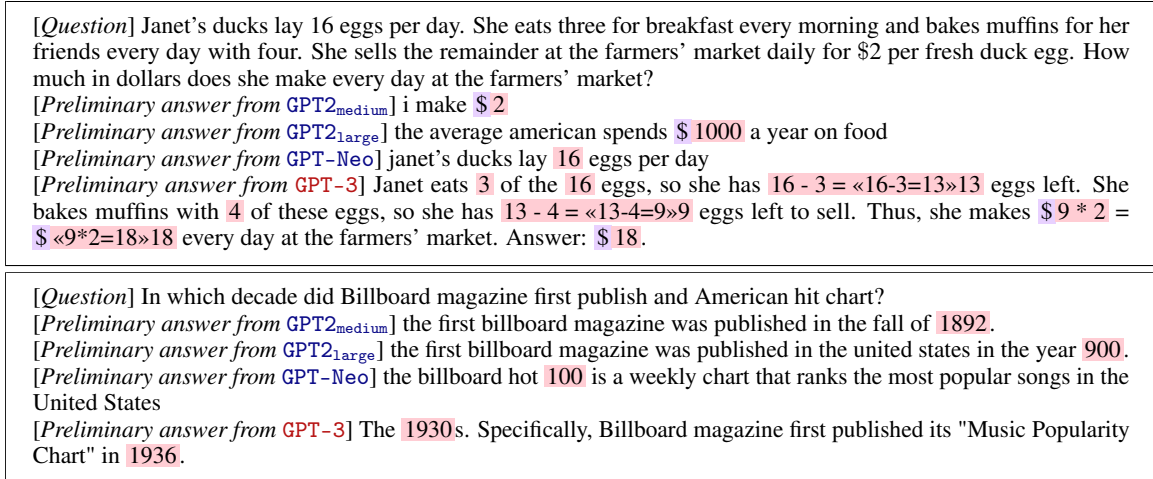 [Question] Janet's ducks lay 16 eggs per day. She eats three for breakfast every morning and bakes muffins for her
friends every day with four. She sells the remainder at the farmers' market daily for $2 per fresh duck egg. How
much in dollars does she make every day at the farmers' market?
[Preliminary answer from GPT2medium] i make $ 2
[Preliminary answer from GPT2large] the average american spends $ 1000 a year on food
[Preliminary answer from GPT-Neo] janet's ducks lay 16 eggs per day
[Preliminary answer from GPT-3] Janet eats 3 of the 16 eggs, so she has 16 - 3 = «16-3=13»13 eggs left. She
bakes muffins with 4 of these eggs, so she has 13 - 4 = «13-4=9»9 eggs left to sell. Thus, she makes $ 9 * 2 =
$ «9*2=18»18 every day at the farmers' market. Answer: $ 18.
[Question] In which decade did Billboard magazine first publish and American hit chart?
[Preliminary answer from GPT2medium] the first billboard magazine was published in the fall of 1892.
[Preliminary answer from GPT2large] the first billboard magazine was published in the united states in the year 900.
[Preliminary answer from GPT-Neo] the billboard hot 100 is a weekly chart that ranks the most popular songs in the
United States
[Preliminary answer from GPT-3] The 1930s. Specifically, Billboard magazine first published its "Music Popularity
Chart" in 1936.